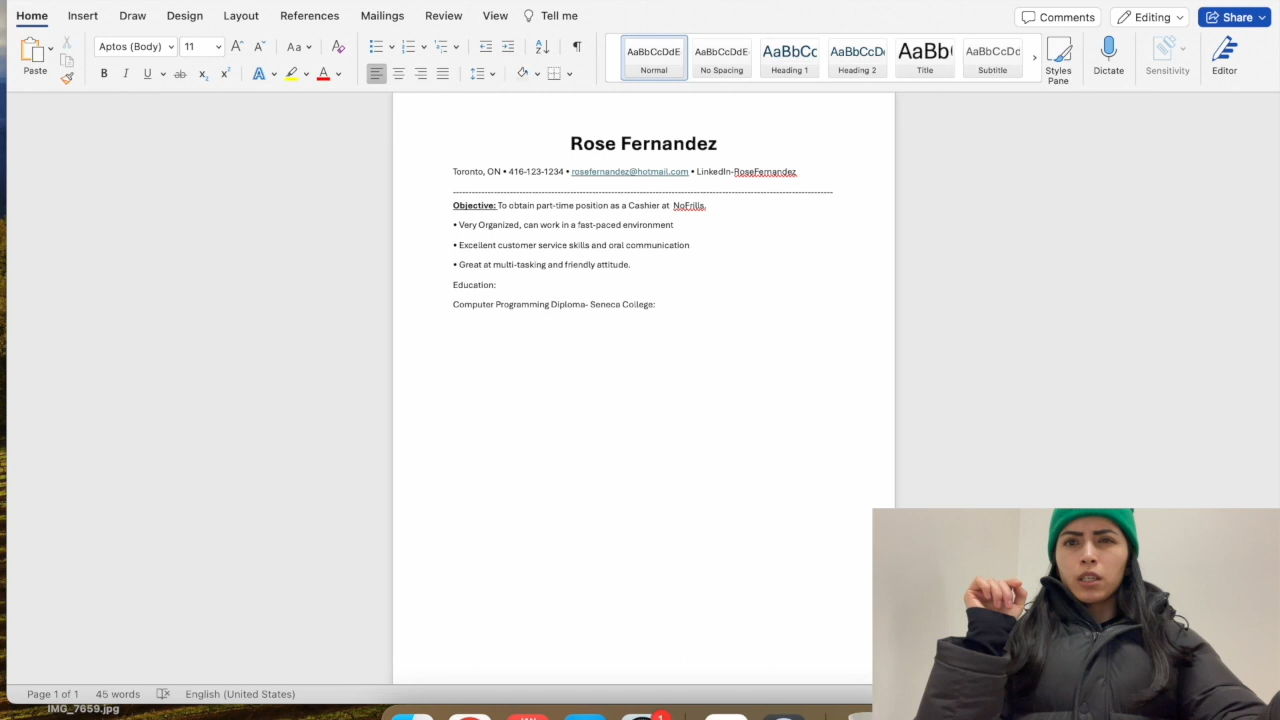 Home Insert Draw Design Layout References Mailings Review View Tell me Comments Editing Share
Paste
Aptos (Body) 11
AaBbCcDdE AaBbCcDdE AaBbCc AaBbCcD AaBb AaBbCcDd
Normal No Spacing Heading 1 Heading 2 Title Subtitle
Styles Pane
Dictate
Sensitivity
Editor
Rose Fernandez
Toronto, ON • 416-123-1234 • rosefernandez@hotmail.com • LinkedIn-RoseFernandez
Objective: To obtain part-time position as a Cashier at NoFrills.
• Very Organized, can work in a fast-paced environment
• Excellent customer service skills and oral communication
• Great at multi-tasking and friendly attitude.
Education:
Computer Programming Diploma- Seneca College:
Page 1 of 1 45 words English (United States)
IMG_7659.jpg
1